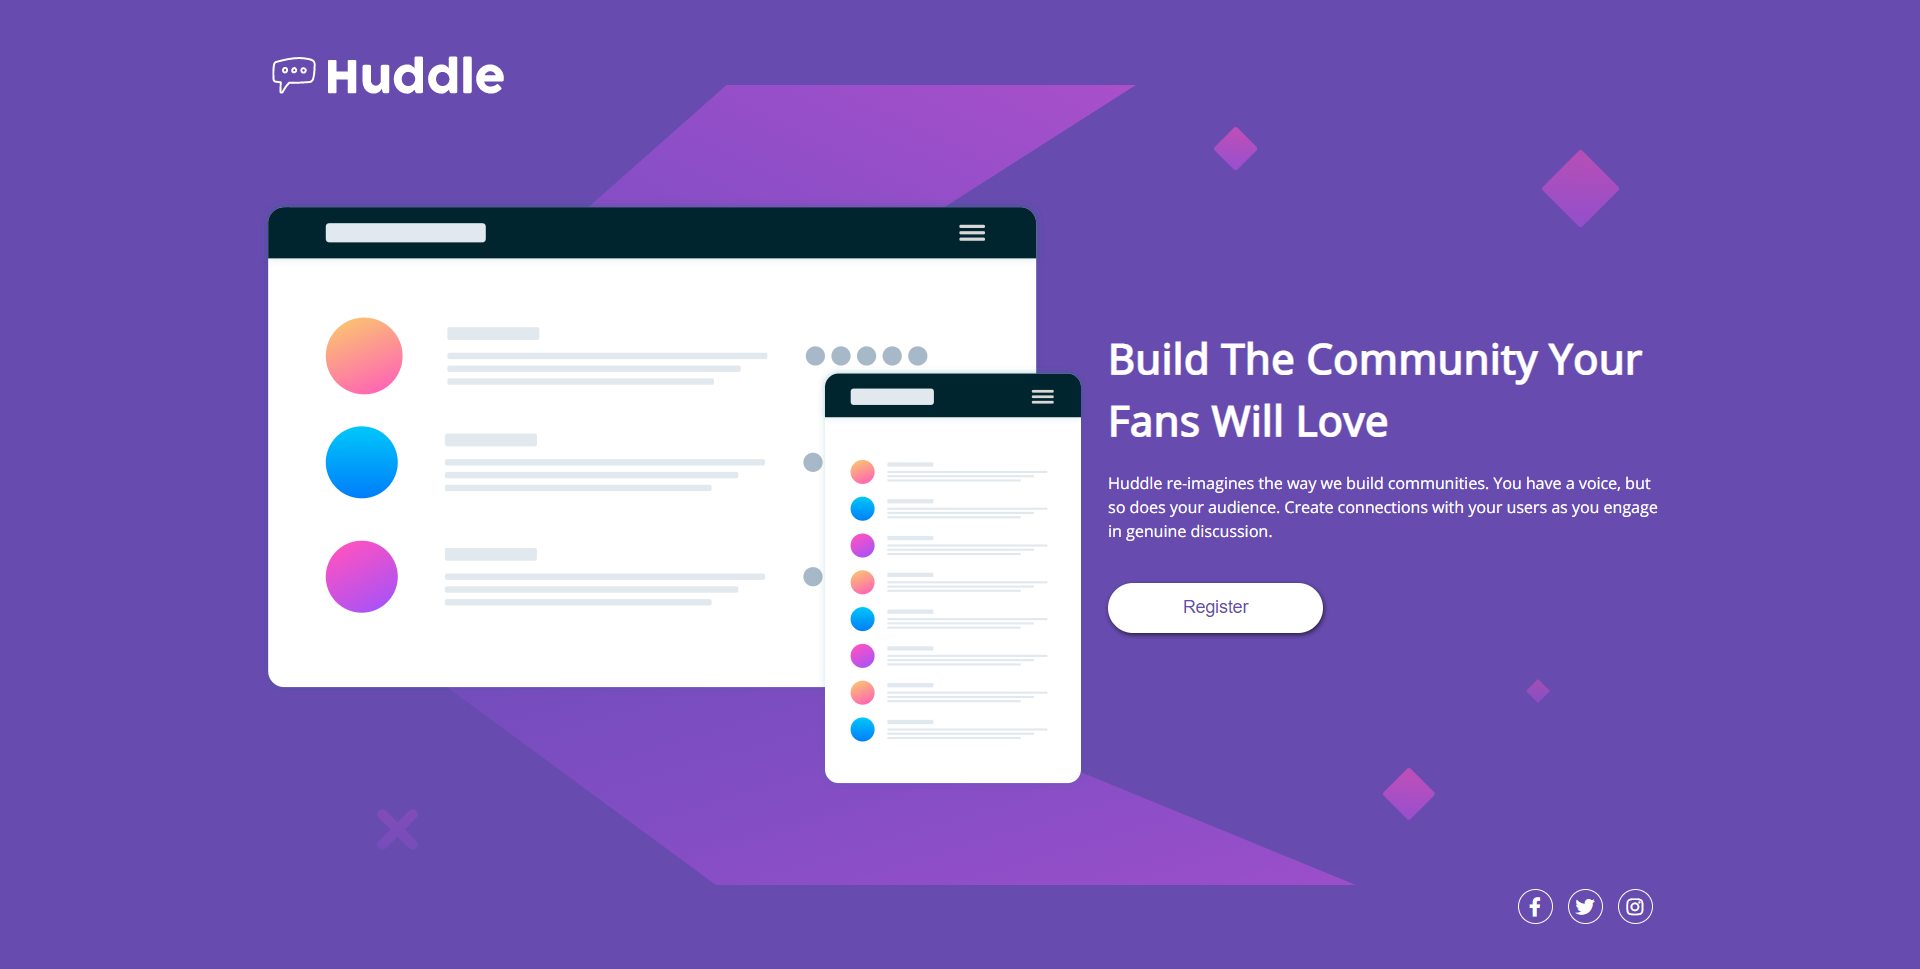 Huddle
Build The Community Your
Fans Will Love
Huddle re-imagines the way we build communities. You have a voice, but
so does your audience. Create connections with your users as you engage
in genuine discussion.
Register